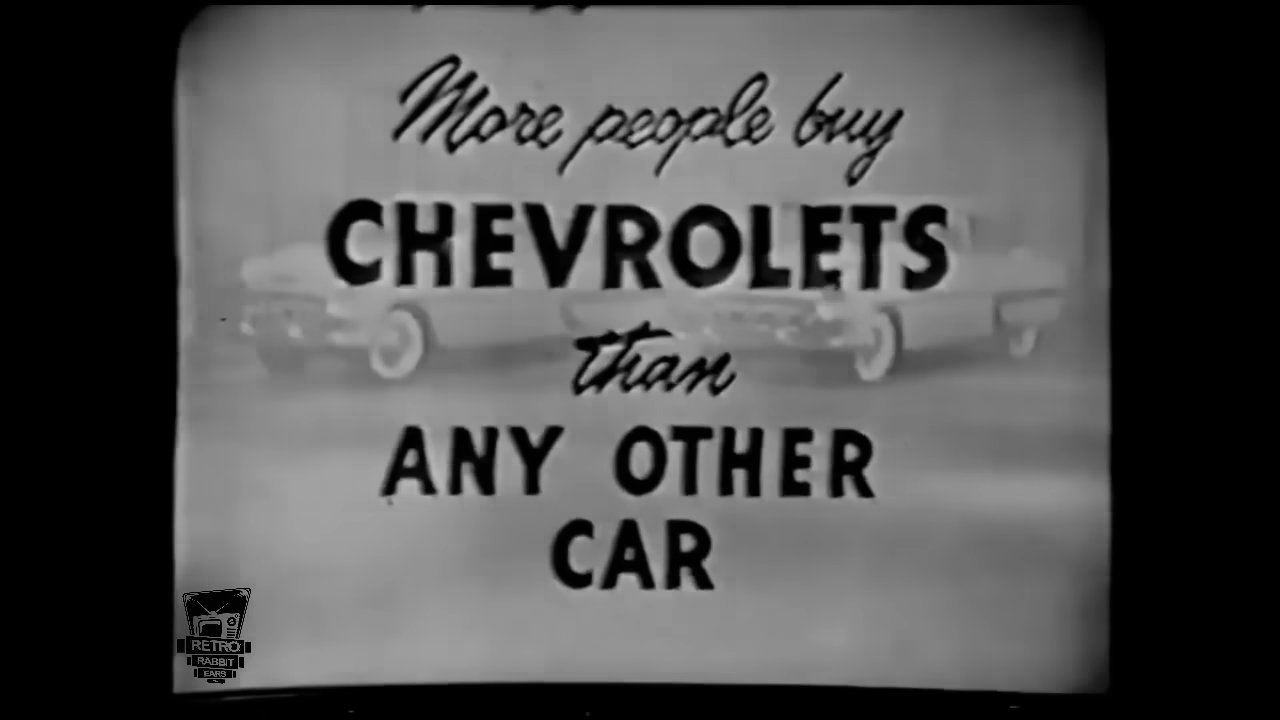 More people buy
CHEVROLETS
than
ANY OTHER
CAR
RETRO
RABBIT
EARS